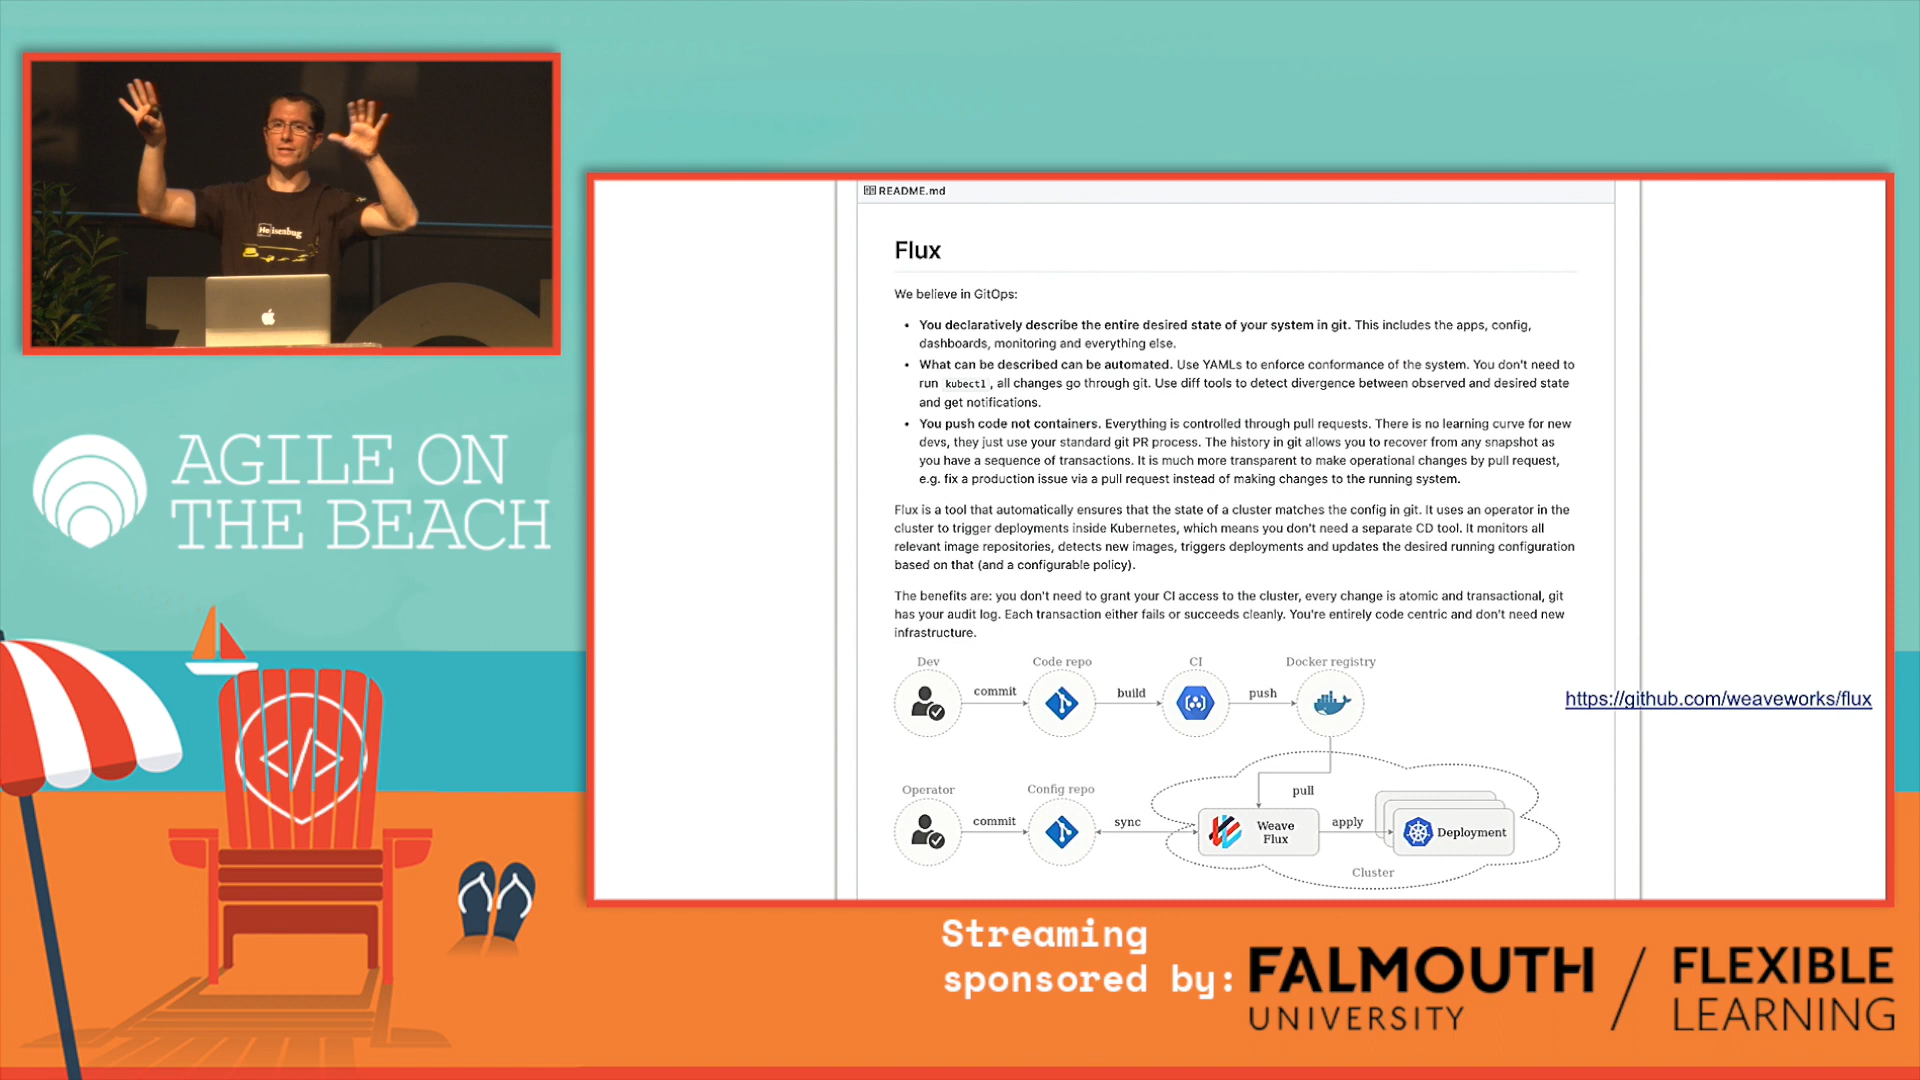 Heisenbug
AGILE ON
THE BEACH
README.md
Flux
We believe in GitOps:
• You declaratively describe the entire desired state of your system in git. This includes the apps, config,
dashboards, monitoring and everything else.
• What can be described can be automated. Use YAMLs to enforce conformance of the system. You don't need to
run kubectl, all changes go through git. Use diff tools to detect divergence between observed and desired state
and get notifications.
• You push code not containers. Everything is controlled through pull requests. There is no learning curve for new
devs, they just use your standard git PR process. The history in git allows you to recover from any snapshot as
you have a sequence of transactions. It is much more transparent to make operational changes by pull request,
e.g. fix a production issue via a pull request instead of making changes to the running system.
Flux is a tool that automatically ensures that the state of a cluster matches the config in git. It uses an operator in the
cluster to trigger deployments inside Kubernetes, which means you don't need a separate CD tool. It monitors all
relevant image repositories, detects new images, triggers deployments and updates the desired running configuration
based on that (and a configurable policy).
The benefits are: you don't need to grant your CI access to the cluster, every change is atomic and transactional, git
has your audit log. Each transaction either fails or succeeds cleanly. You're entirely code centric and don't need new
infrastructure.
Dev Code repo CI Docker registry
commit build push
https://github.com/weaveworks/flux
Operator Config repo pull
commit sync Weave
Flux apply Deployment
Cluster
Streaming
sponsored by:
FALMOUTH
UNIVERSITY
/
FLEXIBLE
LEARNING